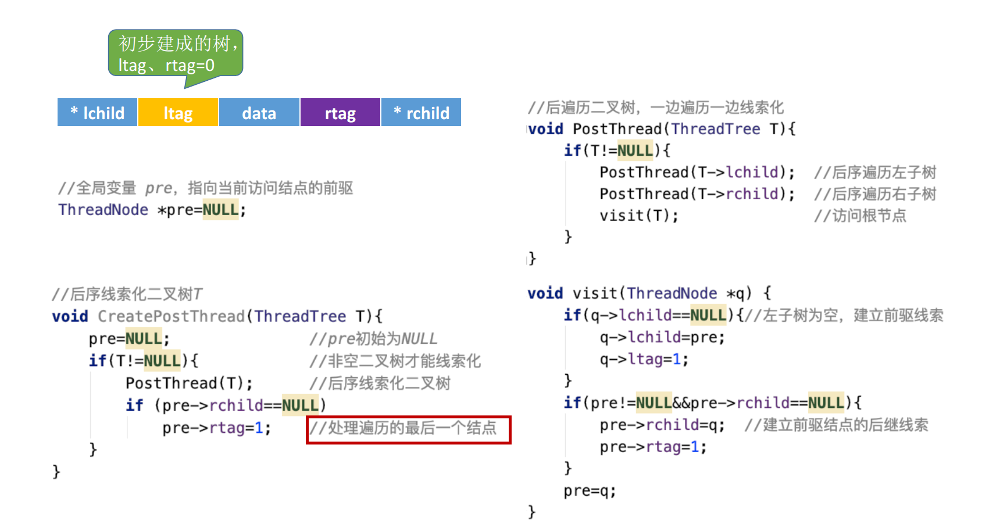 初步建成的树，
ltag、rtag=0
* lchild ltag data rtag * rchild
//全局变量 pre，指向当前访问结点的前驱
ThreadNode *pre=NULL;
//后序线索化二叉树T
void CreatePostThread(ThreadTree T){
pre=NULL; //pre初始为NULL
if(T!=NULL){ //非空二叉树才能线索化
PostThread(T); //后序线索化二叉树
if (pre->rchild==NULL)
pre->rtag=1; //处理遍历的最后一个结点
}
}
//后遍历二叉树，一边遍历一边线索化
void PostThread(ThreadTree T){
if(T!=NULL){
PostThread(T->lchild); //后序遍历左子树
PostThread(T->rchild); //后序遍历右子树
visit(T); //访问根节点
}
}
void visit(ThreadNode *q) {
if(q->lchild==NULL){//左子树为空，建立前驱线索
q->lchild=pre;
q->ltag=1;
}
if(pre!=NULL&&pre->rchild==NULL){
pre->rchild=q; //建立前驱结点的后继线索
pre->rtag=1;
}
pre=q;
}